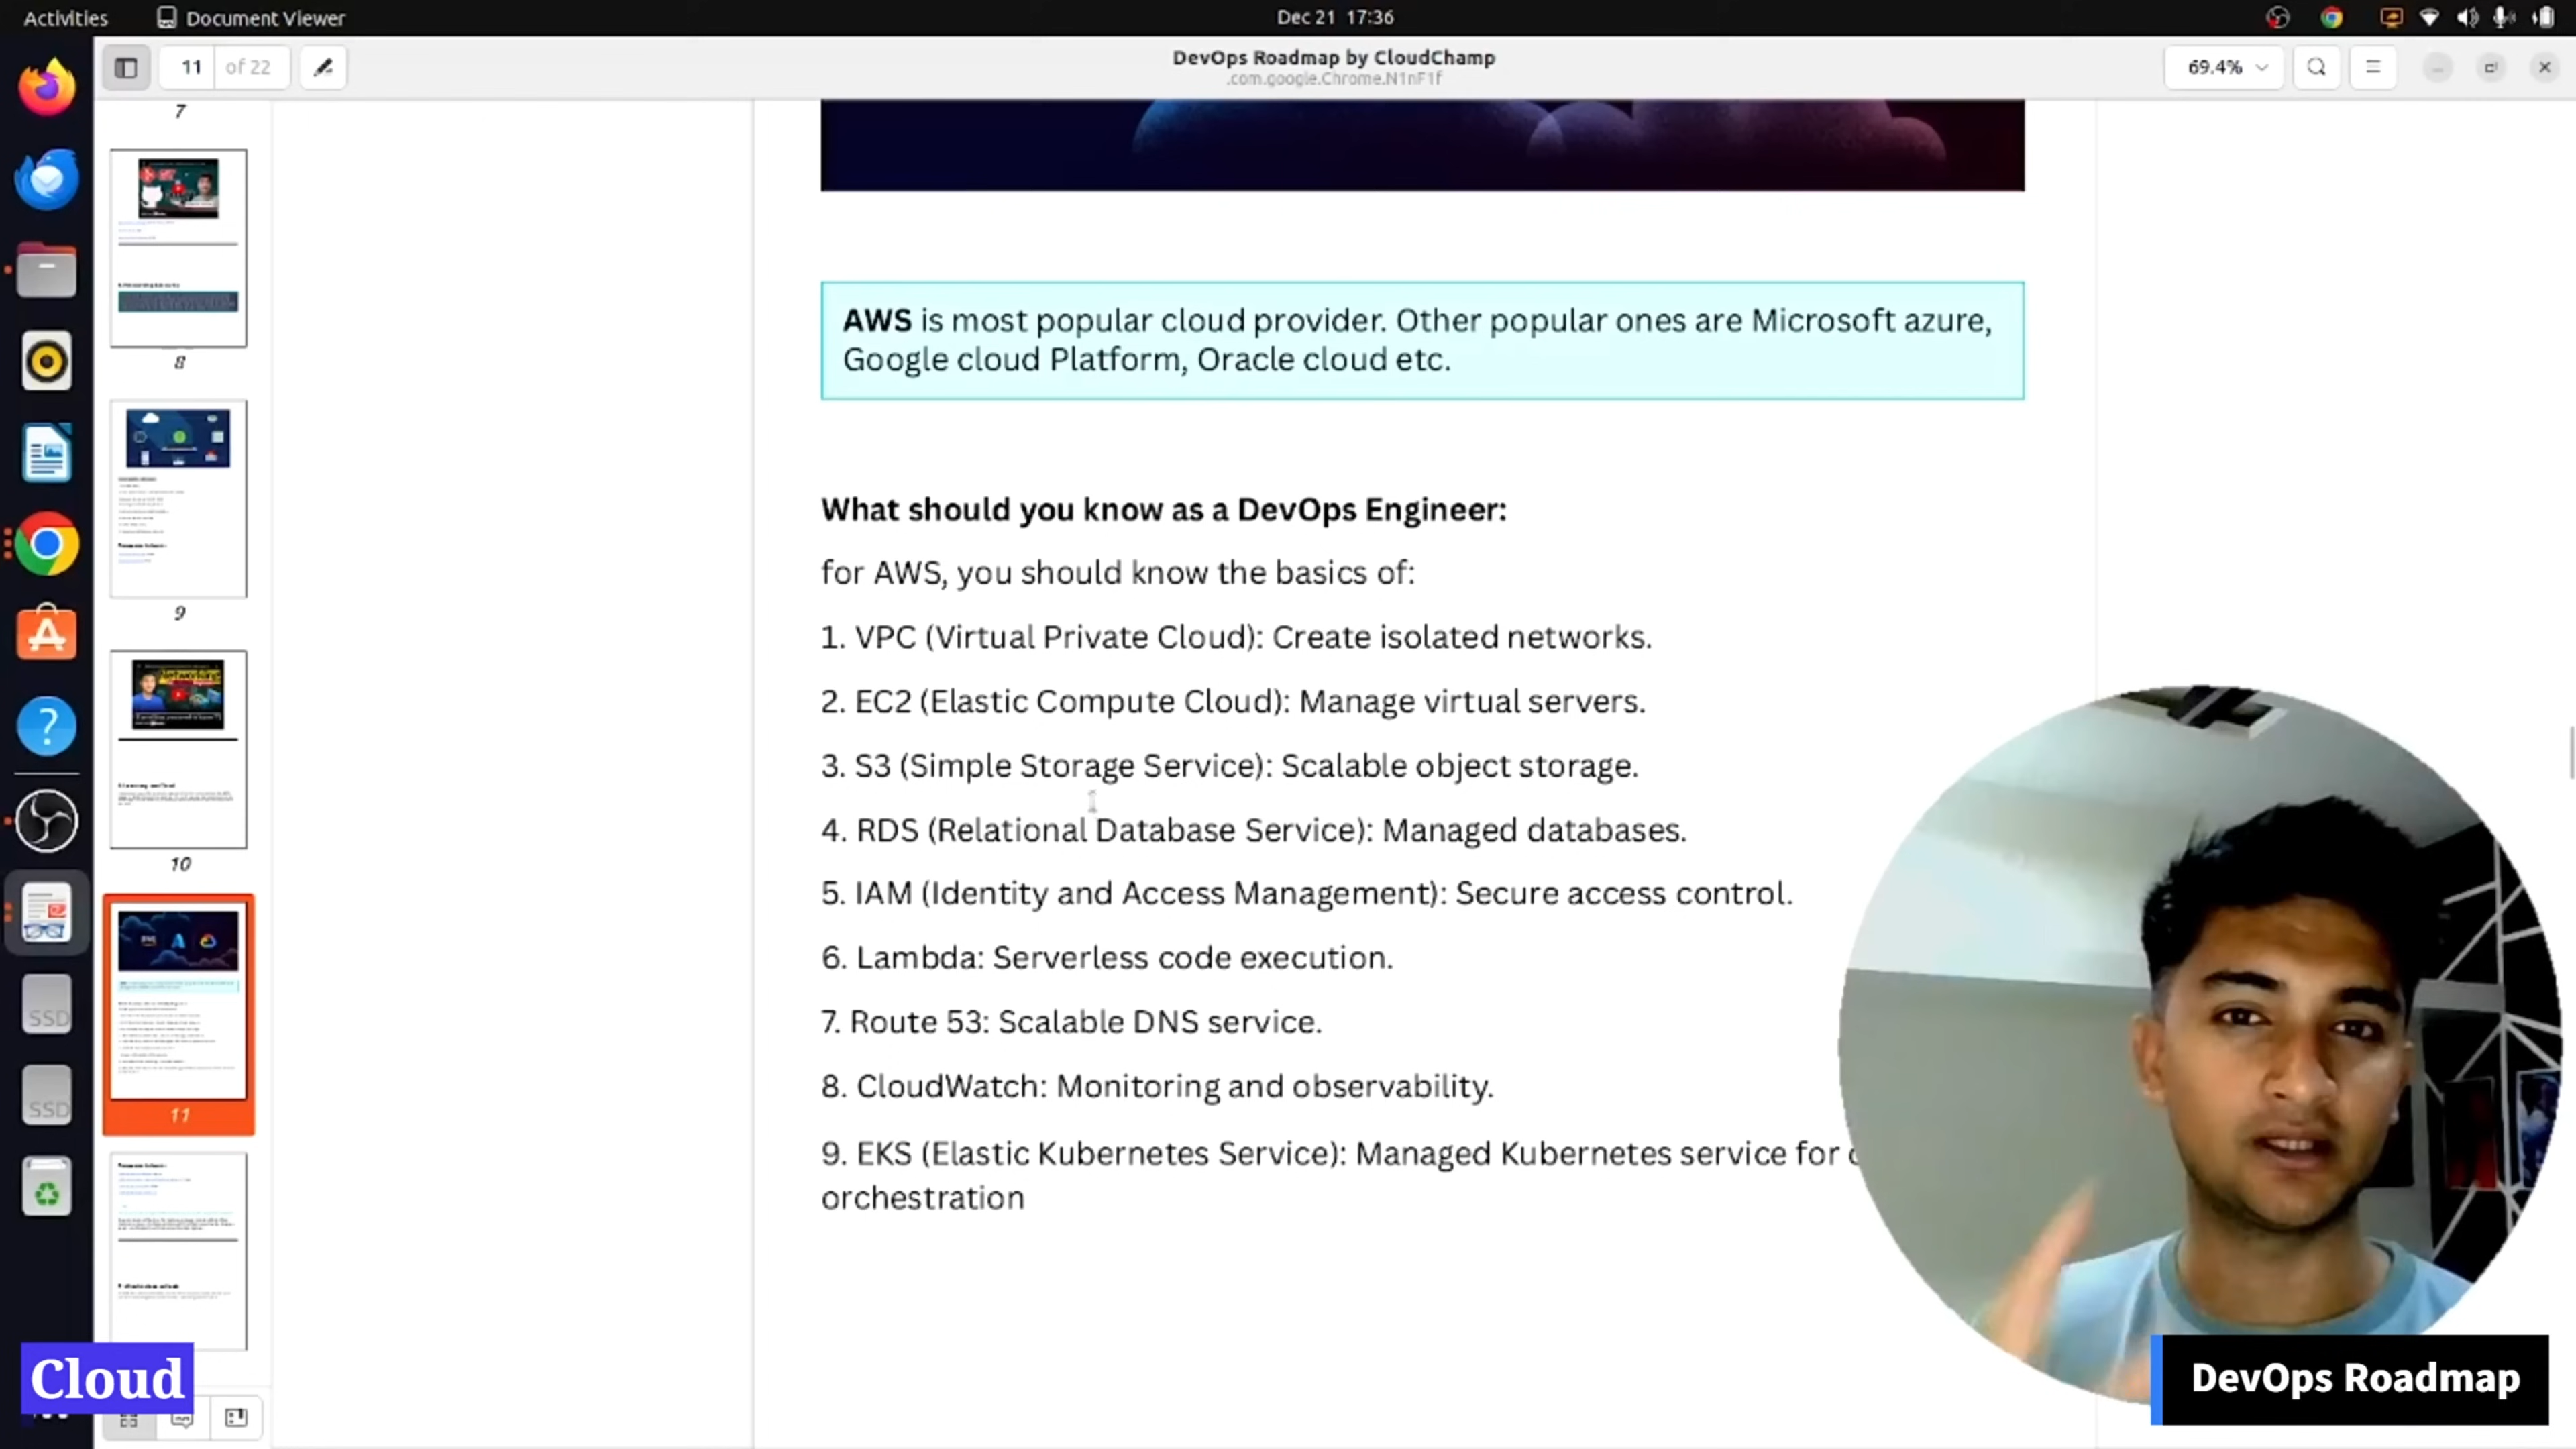 Activities
Document Viewer
Dec 21 17:36
11 of 22
DevOps Roadmap by CloudChamp
.com.google.Chrome.N1nF1f
69.4%
7
8
9
10
11
SSD
SSD
AWS is most popular cloud provider. Other popular ones are Microsoft azure,
Google cloud Platform, Oracle cloud etc.
What should you know as a DevOps Engineer:
for AWS, you should know the basics of:
1. VPC (Virtual Private Cloud): Create isolated networks.
2. EC2 (Elastic Compute Cloud): Manage virtual servers.
3. S3 (Simple Storage Service): Scalable object storage.
4. RDS (Relational Database Service): Managed databases.
5. IAM (Identity and Access Management): Secure access control.
6. Lambda: Serverless code execution.
7. Route 53: Scalable DNS service.
8. CloudWatch: Monitoring and observability.
9. EKS (Elastic Kubernetes Service): Managed Kubernetes service for
orchestration
Cloud
DevOps Roadmap